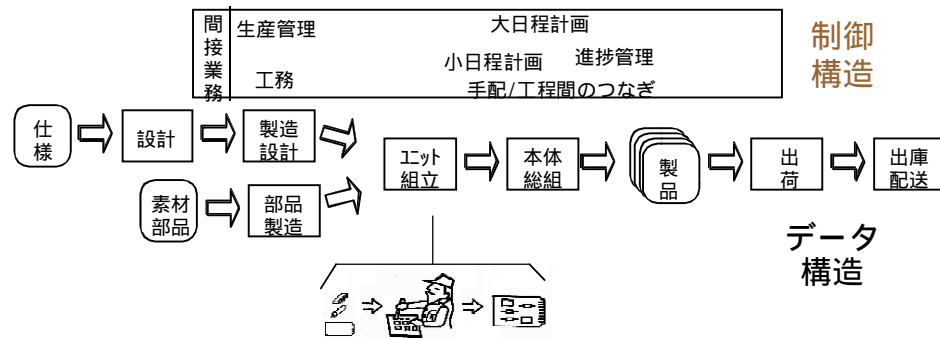 間
接
業
務
生産管理
大日程計画
小日程計画
進捗管理
工務
手配/工程間のつなぎ
制御
構造
仕
様
設計
製造
設計
素材
部品
部品
製造
ﾕﾆｯﾄ
組立
本体
総組
製
品
出
荷
出庫
配送
データ
構造